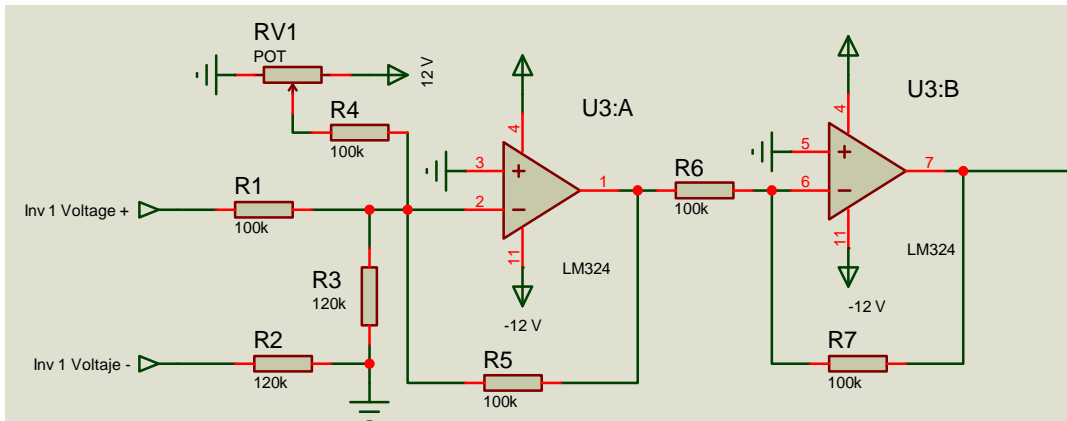 RV1
POT
12 V
R4
100k
U3:A
4
3
2
1
11
LM324
-12 V
U3:B
4
5
6
7
11
LM324
-12 V
R6
100k
R1
100k
Inv 1 Voltage +
R3
120k
R2
120k
Inv 1 Voltaje -
R5
100k
R7
100k